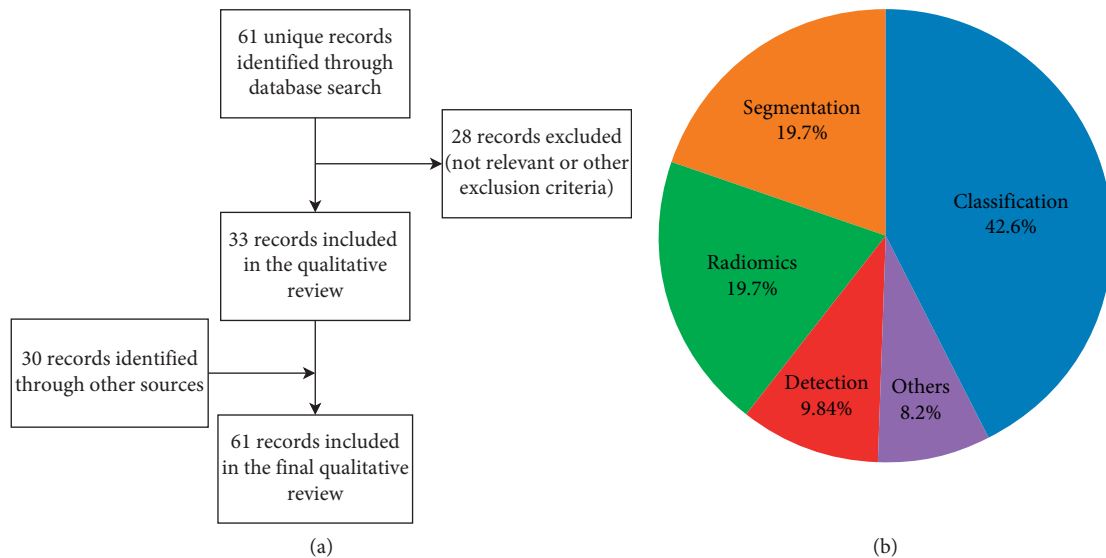 61 unique records
identified through
database search
28 records excluded
(not relevant or other
exclusion criteria)
33 records included
in the qualitative
review
30 records identified
through other sources
61 records included
in the final qualitative
review
(a)
Segmentation
19.7%
Classification
42.6%
Radiomics
19.7%
Detection
9.84%
Others
8.2%
(b)